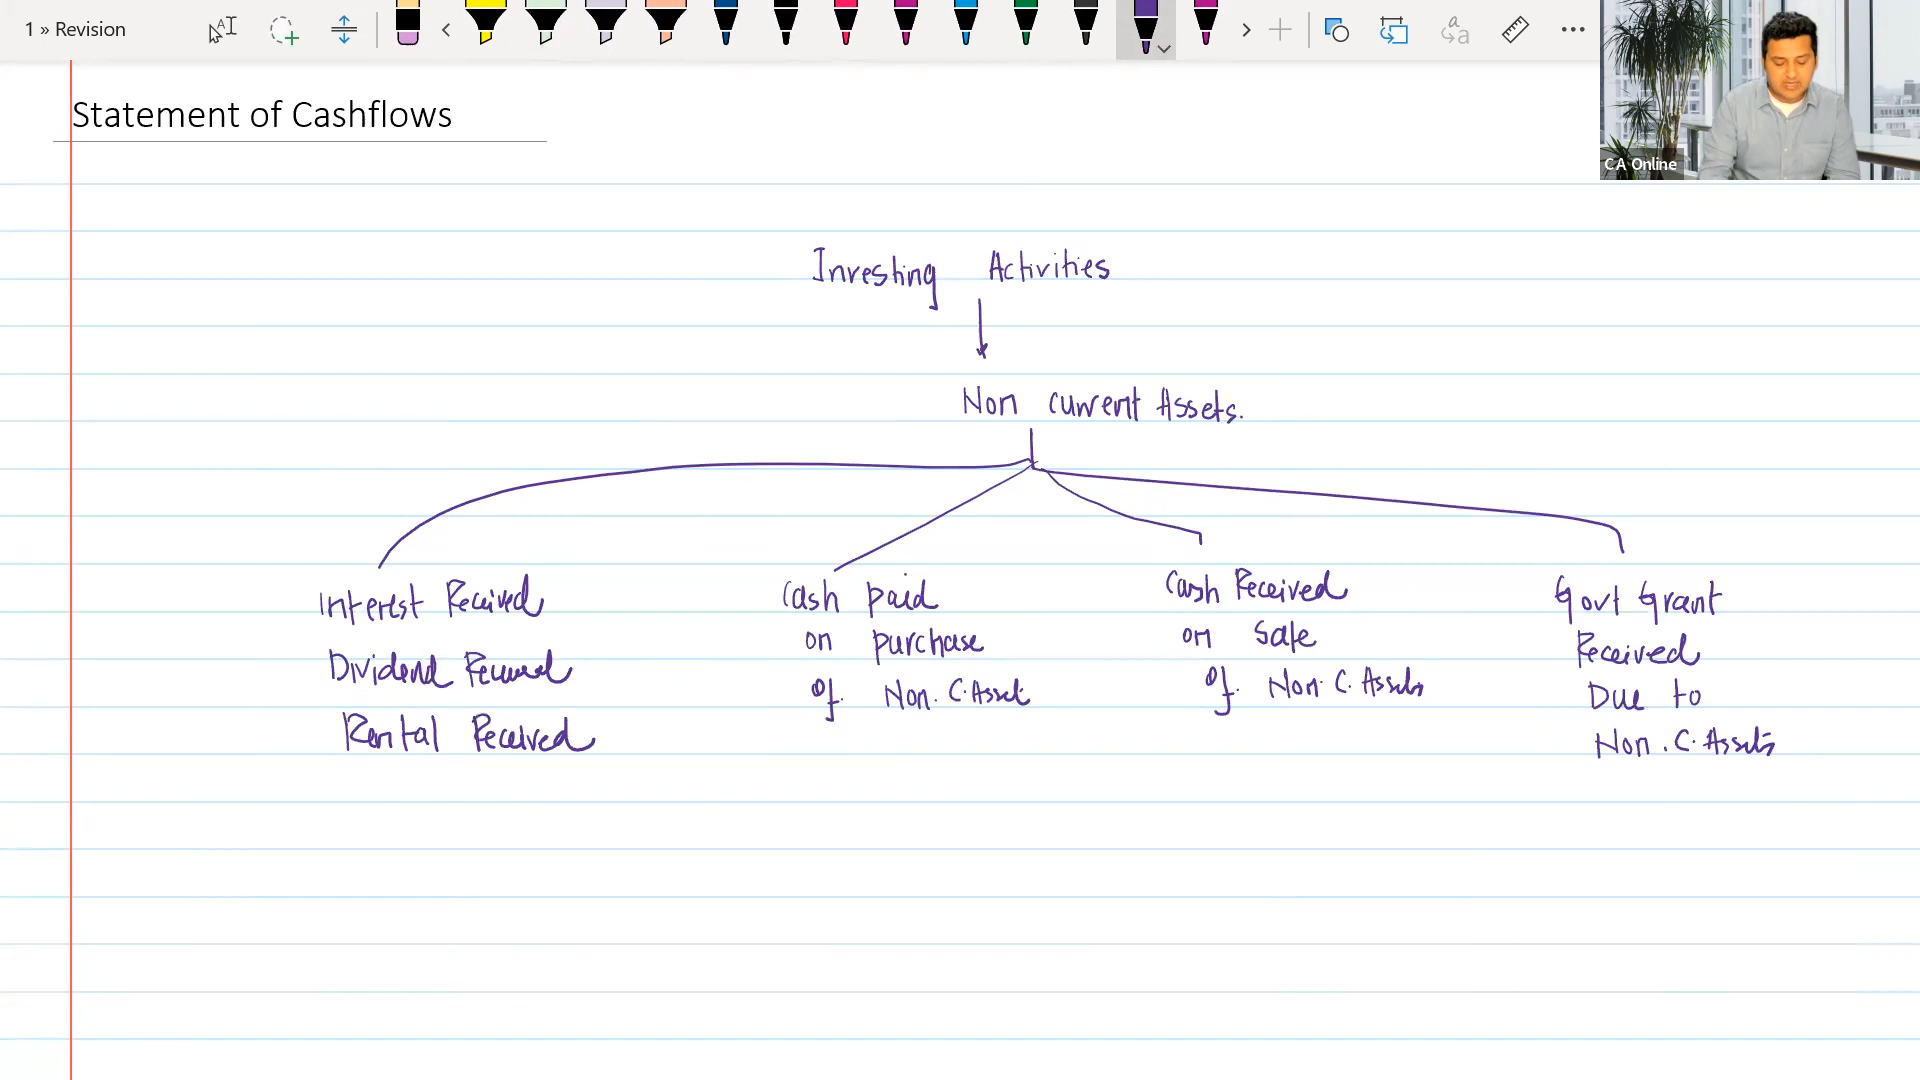 1 » Revision
CA Online
Statement of Cashflows
Investing Activities
Non current Assets.
Interest Received
Dividend Received
Rental Received
Cash paid
on purchase
of Non. C. Asset
Cash Received
on Sale
of Non. C. Assets
Govt Grant
Received
Due to
Non. C. Assets